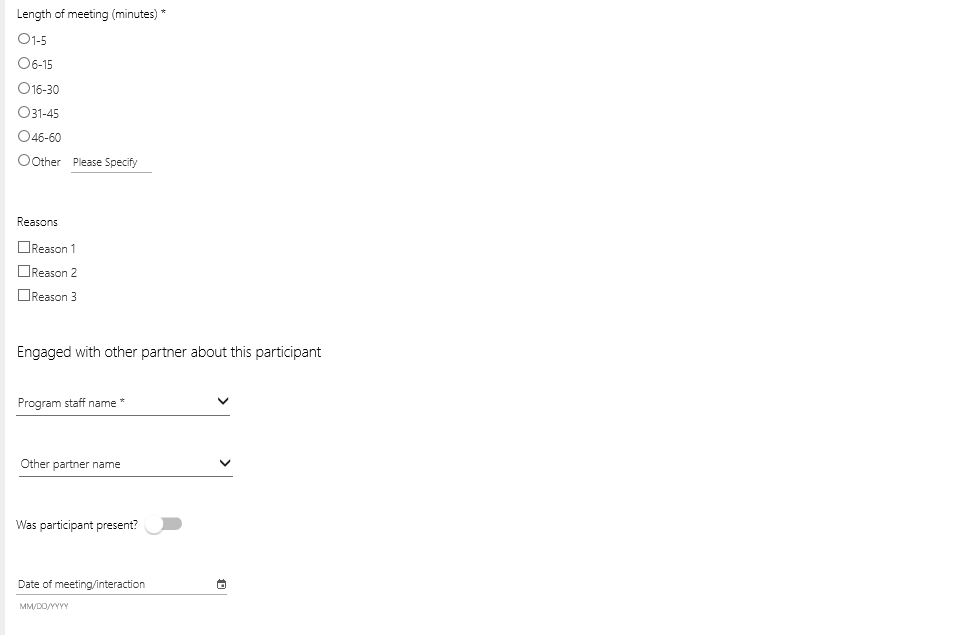 Length of meeting (minutes) *
1-5
6-15
16-30
31-45
46-60
Other Please Specify
Reasons
Reason 1
Reason 2
Reason 3
Engaged with other partner about this participant
Program staff name *
Other partner name
Was participant present?
Date of meeting/interaction
MM/DD/YYYY